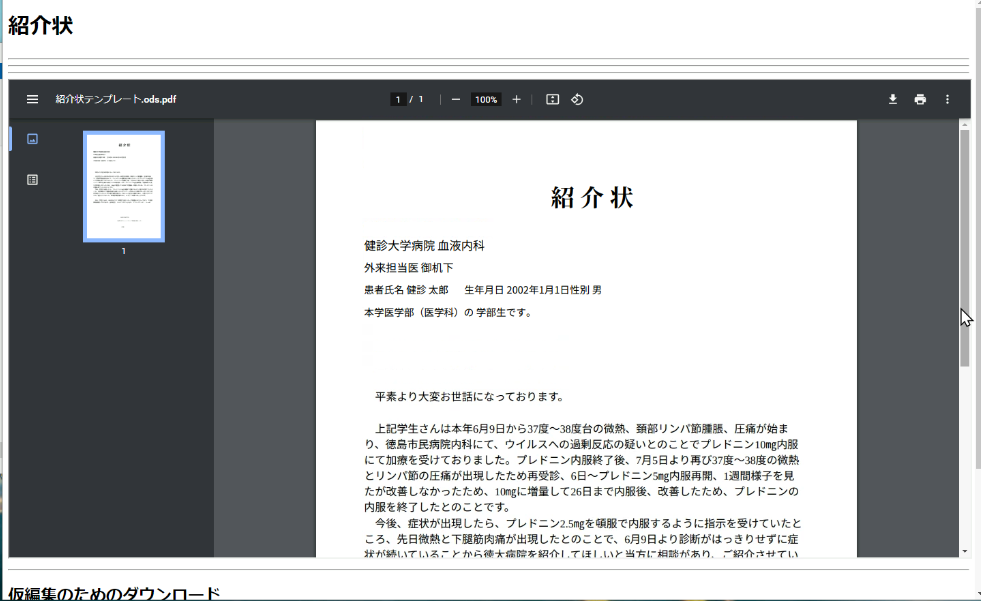 紹介状
紹介状テンプレート.ods.pdf
1 / 1
100%
1
紹介状
健診大学病院 血液内科
外来担当医 御机下
患者氏名 健診 太郎 生年月日 2002年1月1日性別 男
本学医学部（医学科）の 学部生です。
平素より大変お世話になっております。
上記学生さんは本年6月9日から37度～38度台の微熱、頚部リンパ節腫脹、圧痛が始ま
り、徳島市民病院内科にて、ウイルスへの過剰反応の疑いとのことでプレドニン10㎎内服
にて加療を受けておりました。プレドニン内服終了後、7月5日より再び37度～38度の微熱
とリンパ節の圧痛が出現したため再受診、6日～プレドニン5㎎内服再開、1週間様子を見
たが改善しなかったため、10㎎に増量して26日まで内服後、改善したため、プレドニンの
内服を終了したとのことです。
今後、症状が出現したら、プレドニン2.5㎎を頓服で内服するように指示を受けていたと
ころ、先日微熱と下腿筋肉痛が出現したとのことで、6月9日より診断がはっきりせずに症
状が続いていることから徳大病院を紹介してほしいと当方に相談があり、ご紹介させてい
仮編集のためのダウンロード